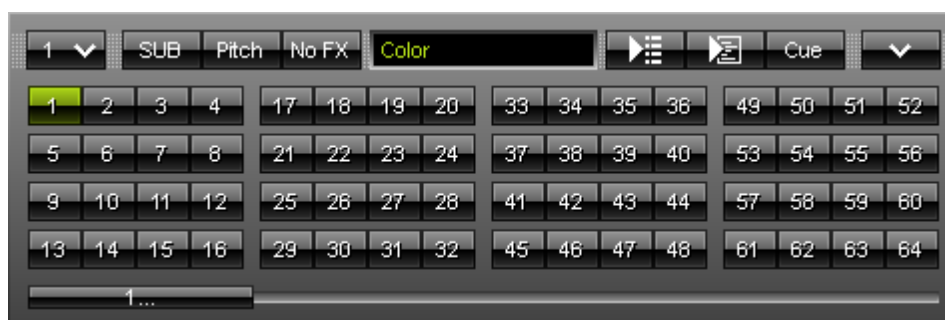 1 SUB Pitch No FX Color Cue
1 2 3 4 17 18 19 20 33 34 35 36 49 50 51 52
5 6 7 8 21 22 23 24 37 38 39 40 53 54 55 56
9 10 11 12 25 26 27 28 41 42 43 44 57 58 59 60
13 14 15 16 29 30 31 32 45 46 47 48 61 62 63 64
1...